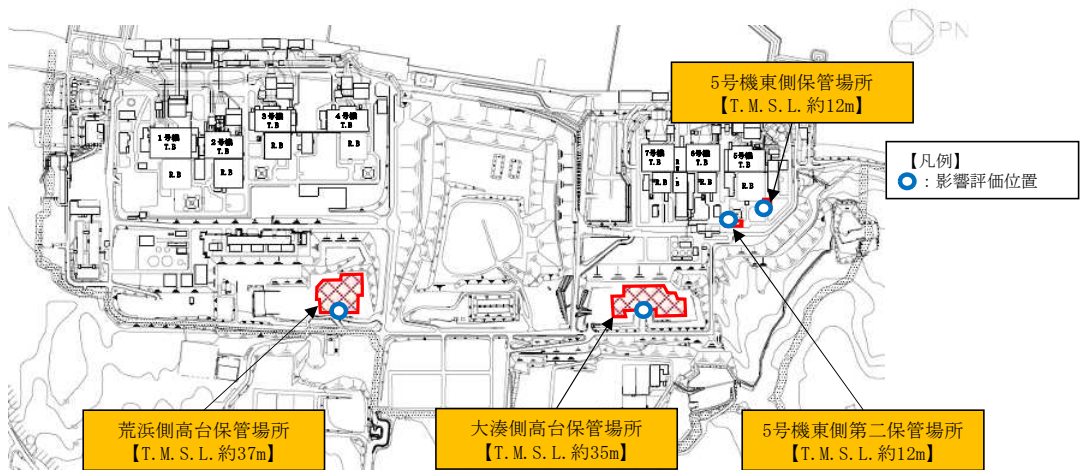 PN
5号機東側保管場所
【T.M.S.L.約12m】
【凡例】
：影響評価位置
1号機
T.B
R.B
2号機
T.B
R.B
3号機
T.B
R.B
4号機
T.B
R.B
7号機
T.B
R.B
6号機
T.B
R.B
5号機
T.B
R.B
荒浜側高台保管場所
【T.M.S.L.約37m】
大湊側高台保管場所
【T.M.S.L.約35m】
5号機東側第二保管場所
【T.M.S.L.約12m】